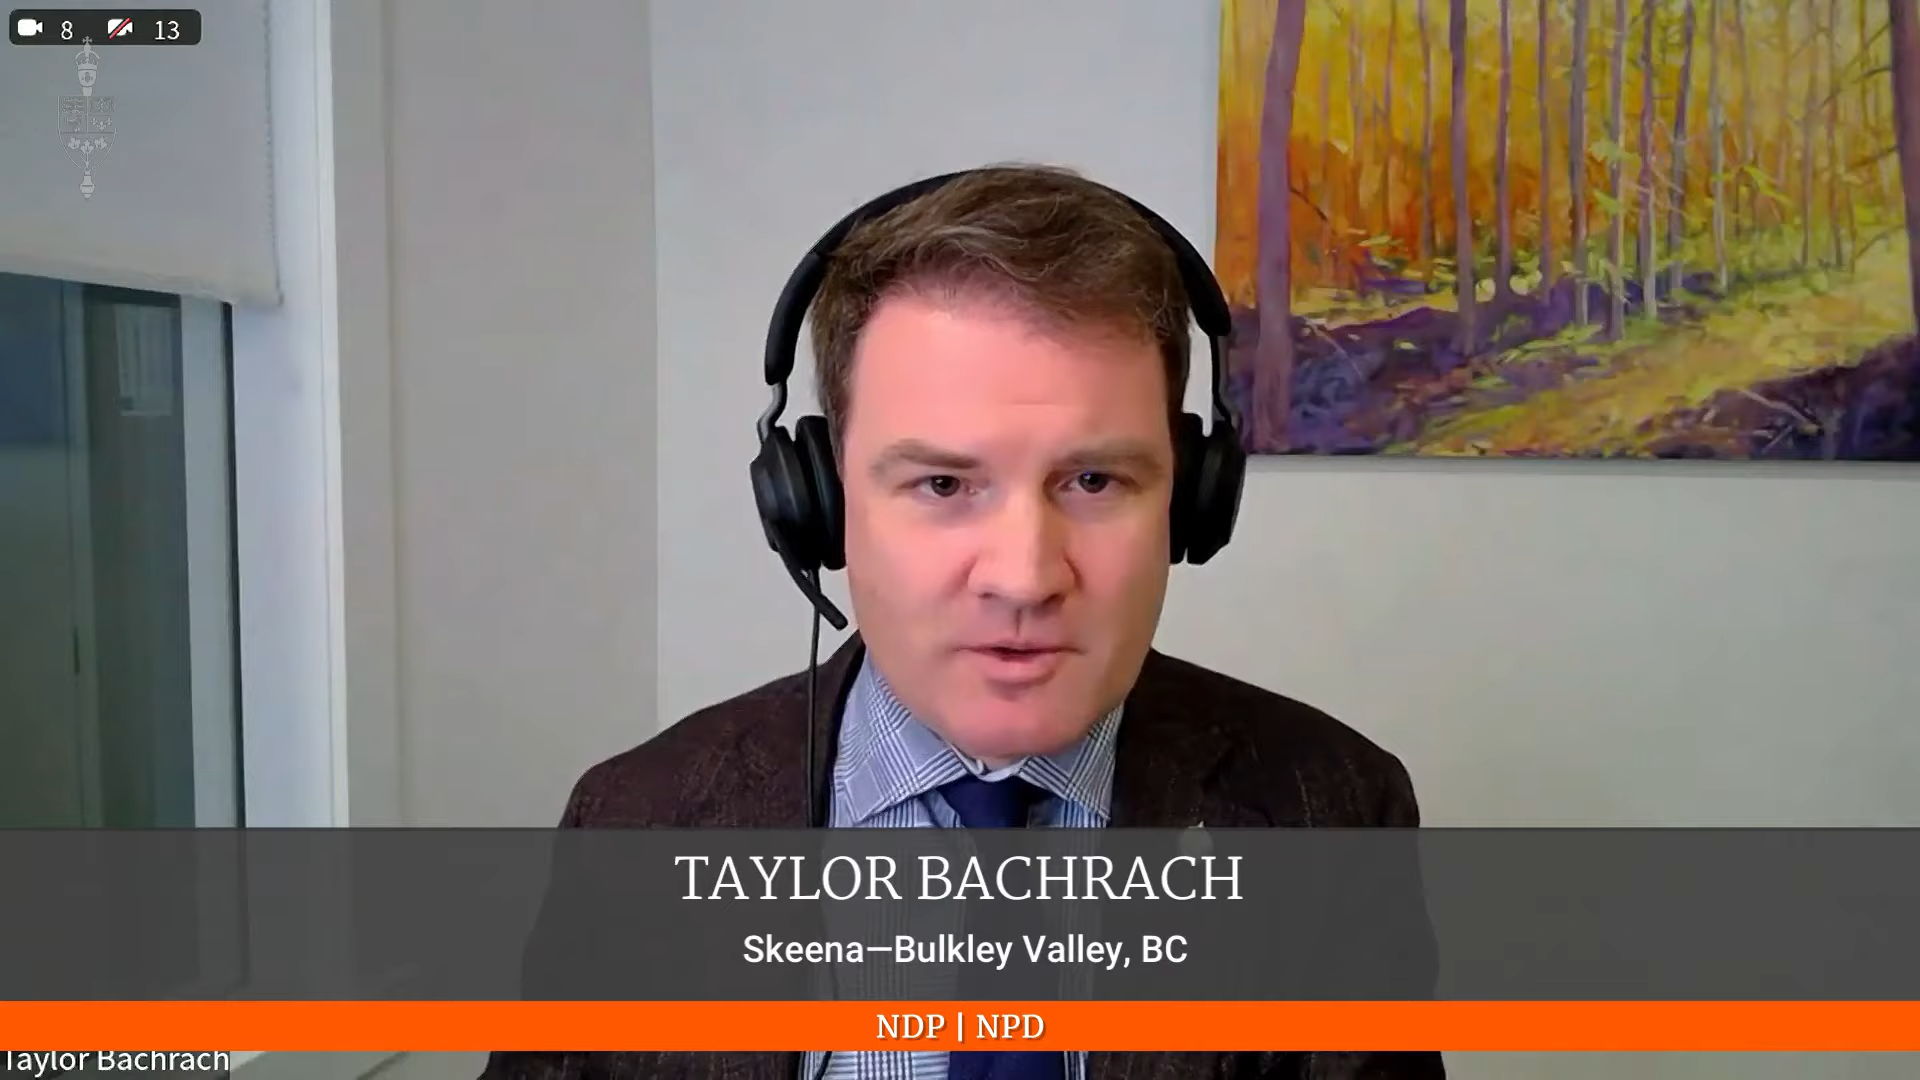 8 13
TAYLOR BACHRACH
Skeena—Bulkley Valley, BC
NDP | NPD
Taylor Bachrach